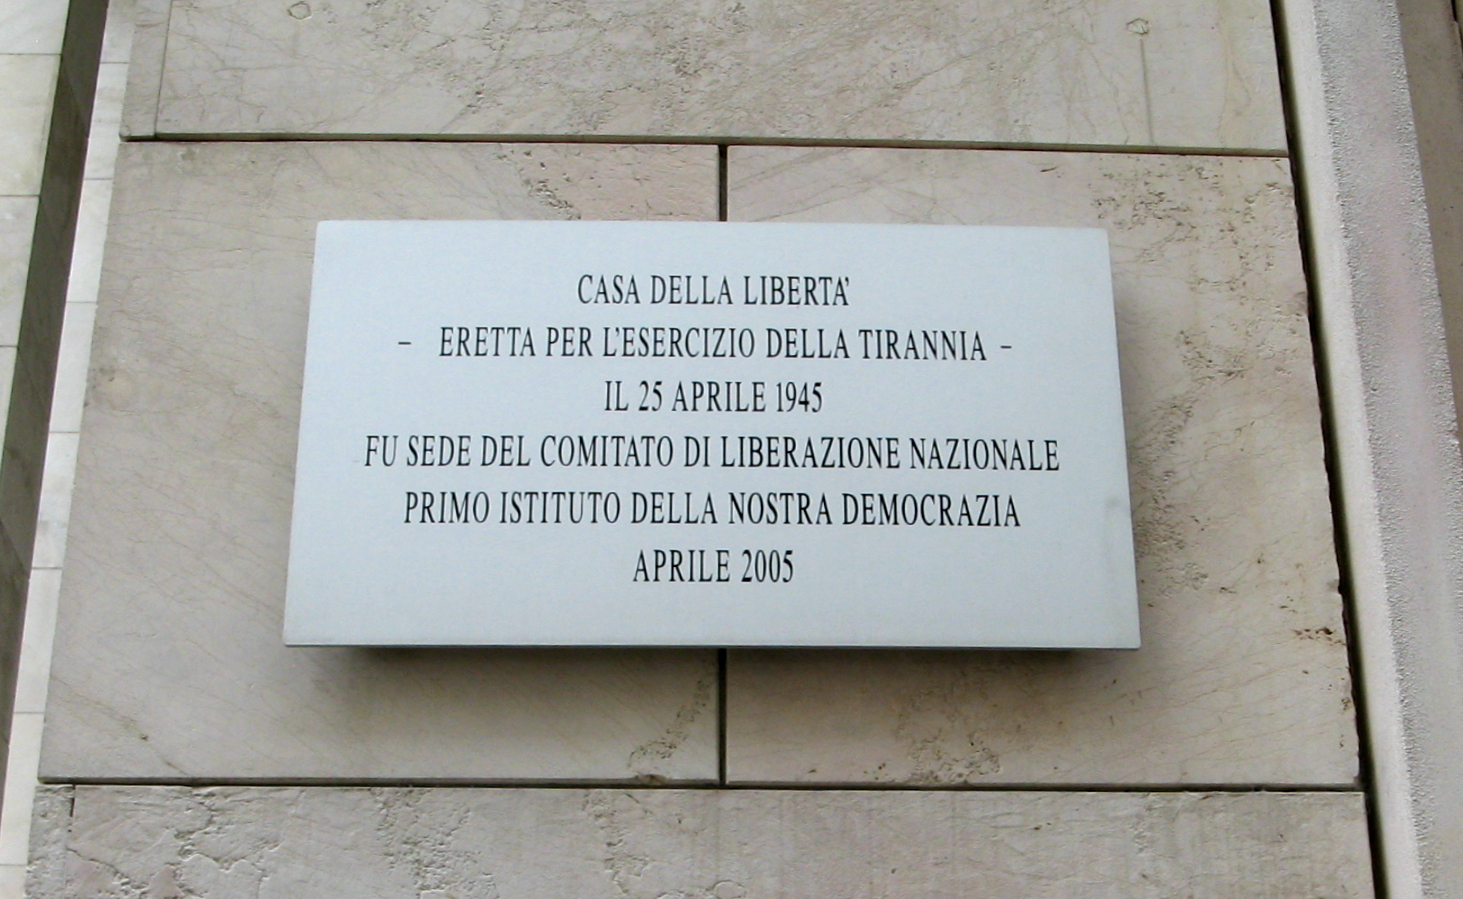 CASA DELLA LIBERTA'
- ERETTA PER L'ESERCIZIO DELLA TIRANNIA -
IL 25 APRILE 1945
FU SEDE DEL COMITATO DI LIBERAZIONE NAZIONALE
PRIMO ISTITUTO DELLA NOSTRA DEMOCRAZIA
APRILE 2005